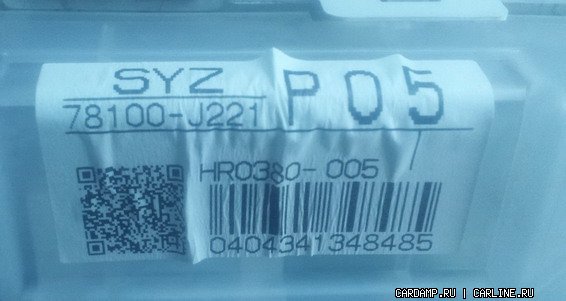 SYZ P05
78100-J221
HR0380-005
0404341348485
CARDAMP.RU | CARLINE.RU